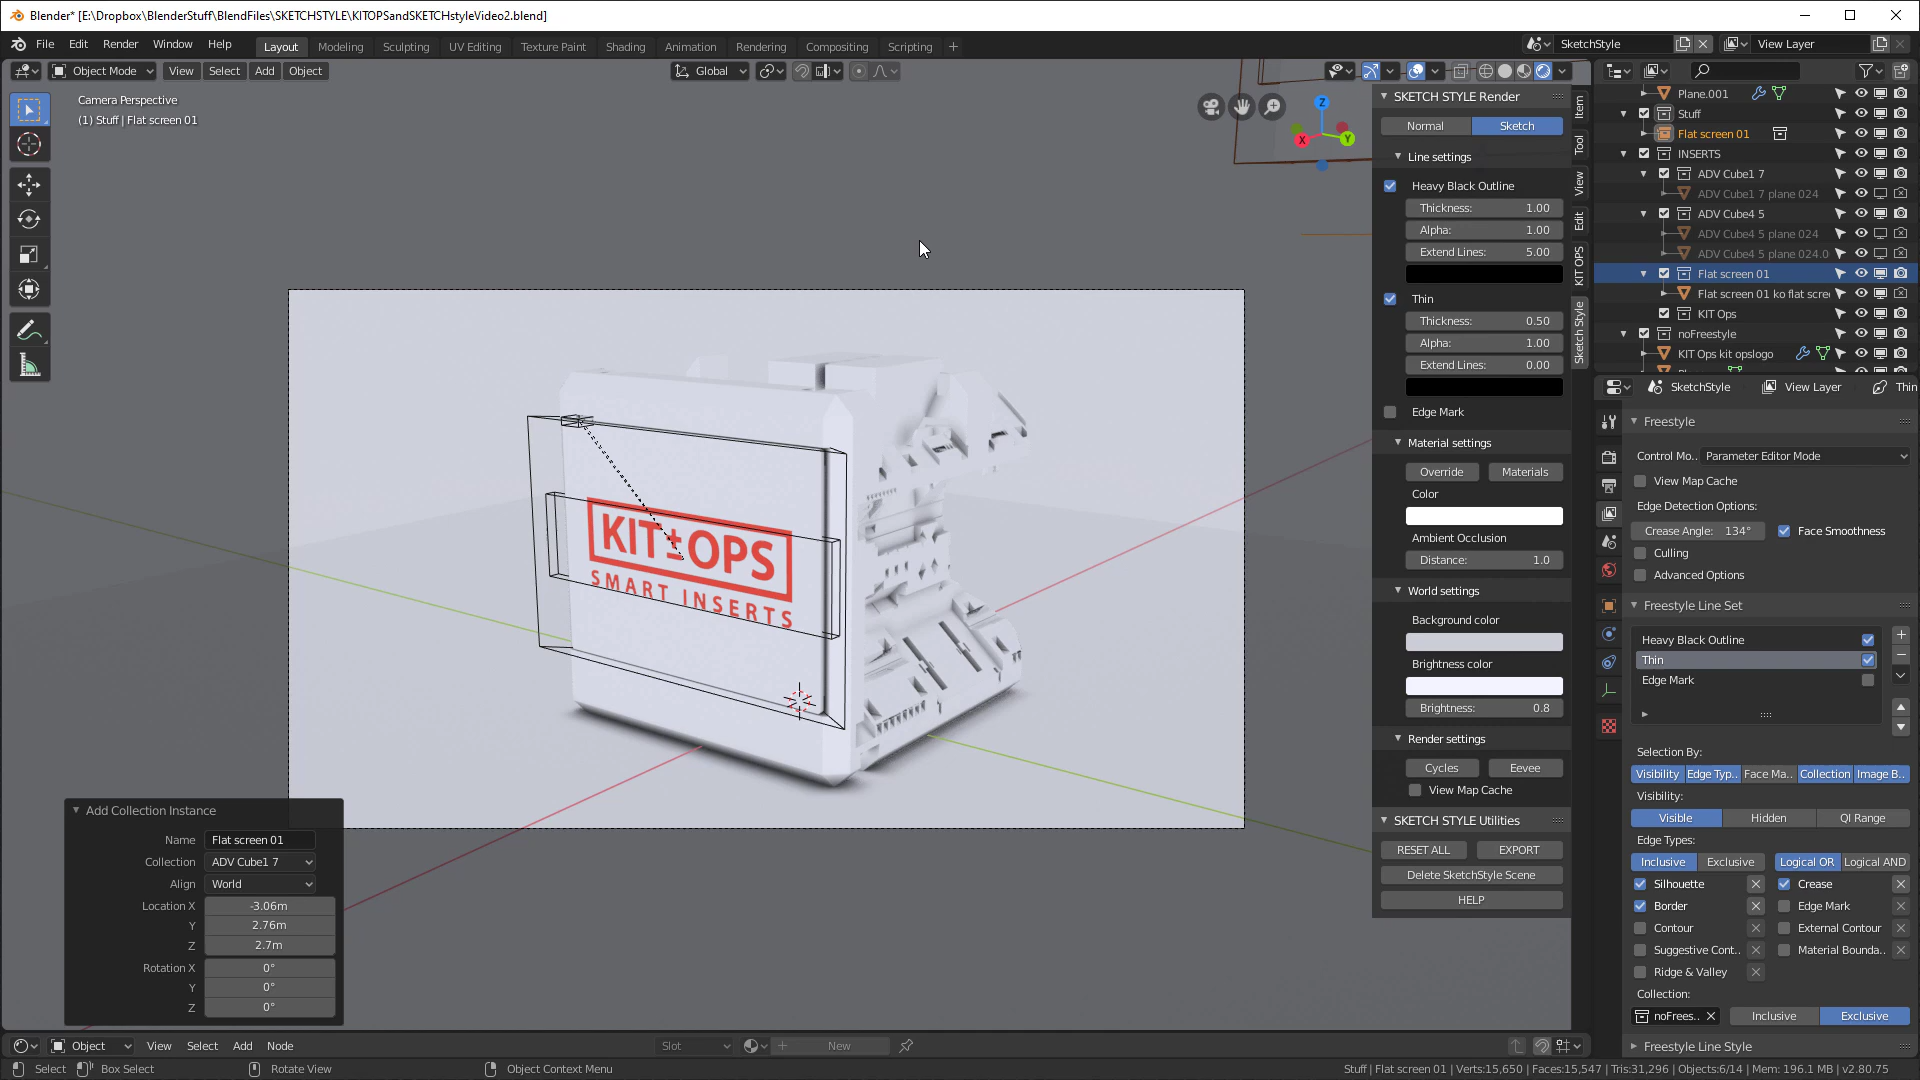 Blender* [E:\Dropbox\BlenderStuff\BlendFiles\SKETCHSTYLE\KITOPSandSKETCHstyleVideo2.blend]
File Edit Render Window Help Layout Modeling Sculpting UV Editing Texture Paint Shading Animation Rendering Compositing Scripting + SketchStyle View Layer
Object Mode View Select Add Object Global
Camera Perspective
(1) Stuff | Flat screen 01
Z
X
Y
KIT±OPS
SMART INSERTS
Add Collection Instance
Name Flat screen 01
Collection ADV Cube1 7
Align World
Location X -3.06m
Y 2.76m
Z 2.7m
Rotation X 0°
Y 0°
Z 0°
SKETCH STYLE Render
Normal Sketch
Line settings
Heavy Black Outline
Thickness: 1.00
Alpha: 1.00
Extend Lines: 5.00
Thin
Thickness: 0.50
Alpha: 1.00
Extend Lines: 0.00
Edge Mark
Material settings
Override Materials
Color
Ambient Occlusion
Distance: 1.0
World settings
Background color
Brightness color
Brightness: 0.8
Render settings
Cycles Eevee
View Map Cache
SKETCH STYLE Utilities
RESET ALL EXPORT
Delete SketchStyle Scene
HELP
Item
Tool
View
Edit
KIT OPS
Sketch Style
Plane.001
Stuff
Flat screen 01
INSERTS
ADV Cube1 7
ADV Cube1 7 plane 024
ADV Cube4 5
ADV Cube4 5 plane 024
ADV Cube4 5 plane 024.0
Flat screen 01
Flat screen 01 ko flat scree
KIT Ops
noFreestyle
KIT Ops kit opslogo
SketchStyle View Layer Thin
Freestyle
Control Mo.. Parameter Editor Mode
View Map Cache
Edge Detection Options:
Crease Angle: 134° Face Smoothness
Culling
Advanced Options
Freestyle Line Set
Heavy Black Outline
Thin
Edge Mark
Selection By:
Visibility Edge Typ.. Face Ma.. Collection Image B..
Visibility:
Visible Hidden QI Range
Edge Types:
Inclusive Exclusive Logical OR Logical AND
Silhouette Crease
Border Edge Mark
Contour External Contour
Suggestive Cont.. Material Bounda..
Ridge & Valley
Collection:
noFrees.. Inclusive Exclusive
Freestyle Line Style
Object View Select Add Node Slot + New
Select Box Select Rotate View Object Context Menu Stuff | Flat screen 01 | Verts:15,650 | Faces:15,547 | Tris:31,296 | Objects:6/14 | Mem: 196.1 MB | v2.80.75